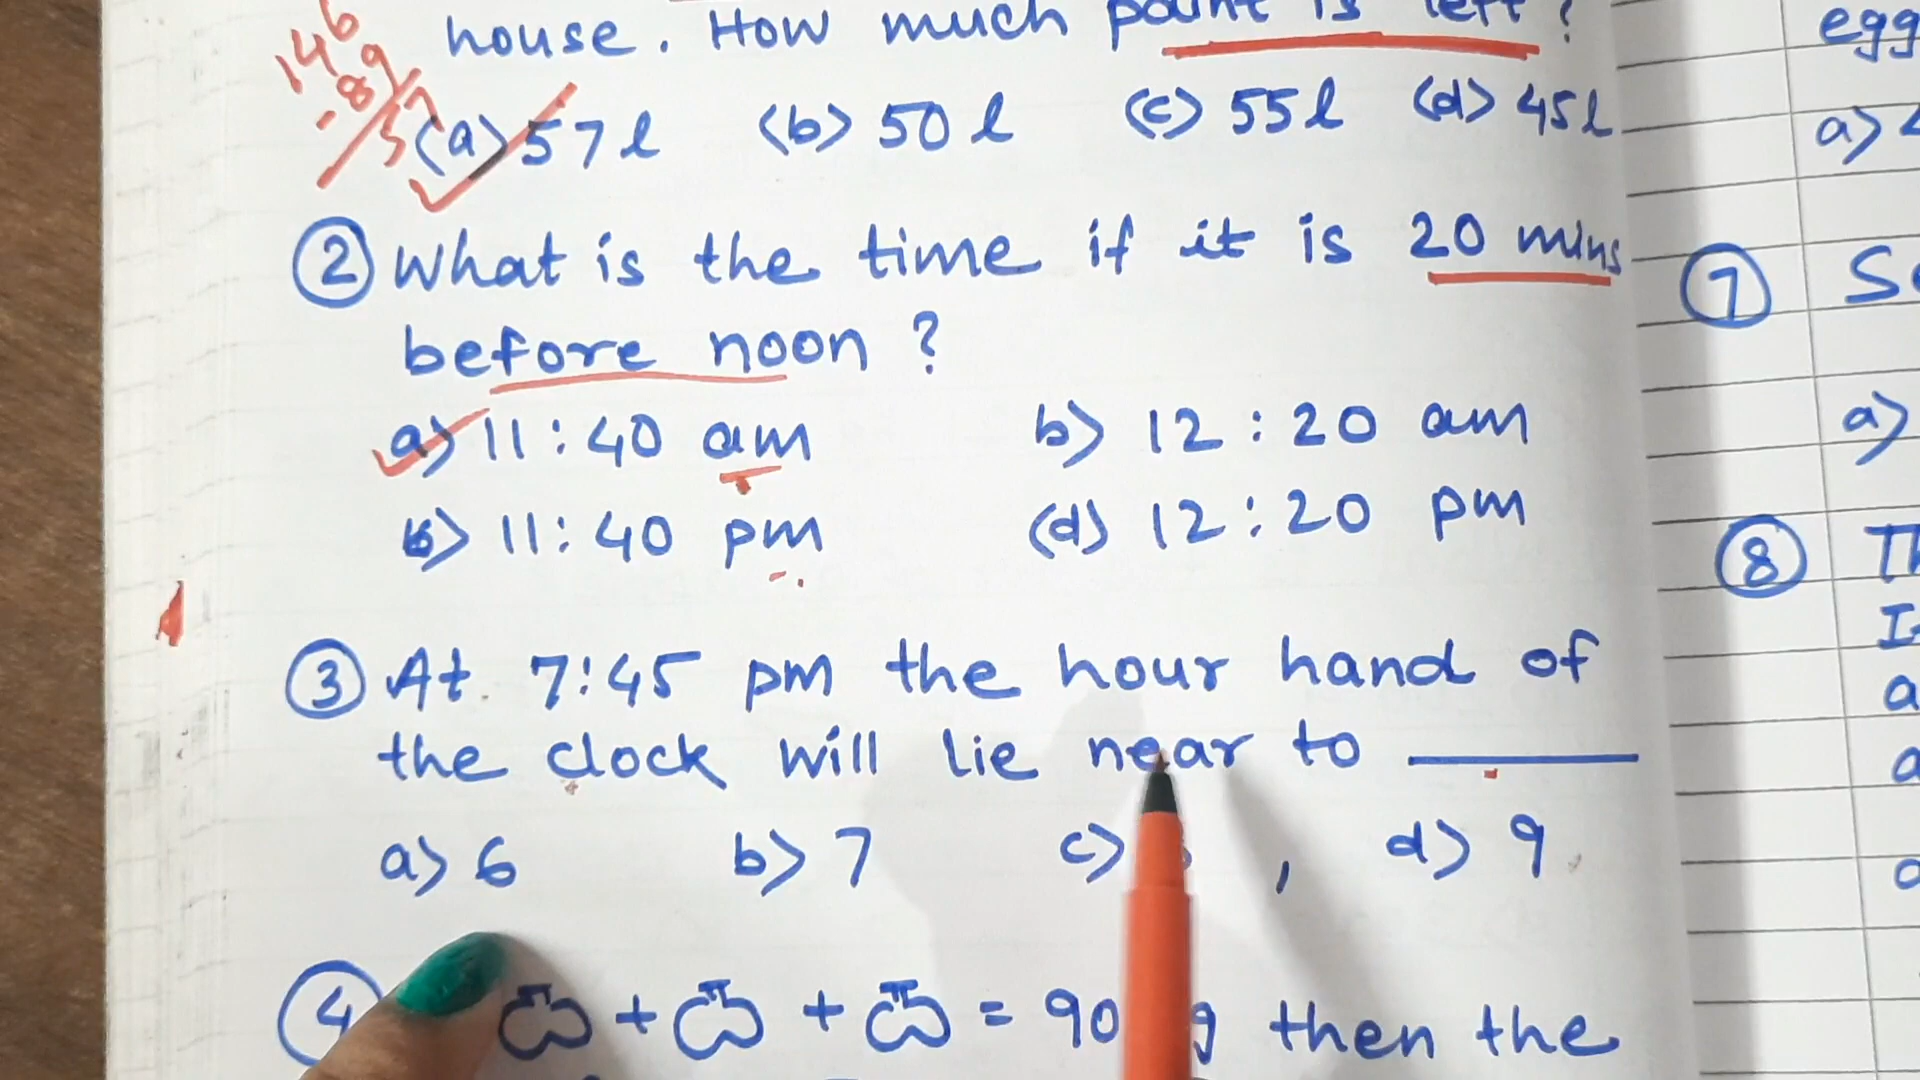 146
-89
57
house. How much paint is left?
(a) 57 l (b) 50 l (c) 55 l (d) 45 l
2 What is the time if it is 20 mins
before noon ?
a) 11:40 am b) 12:20 am
b) 11:40 pm (d) 12:20 pm
3 At 7:45 pm the hour hand of
the clock will lie near to ______
a) 6 b) 7 c) , d) 9
4 + + = 90 g then the
egg
a)
7
a)
8
a
a
a